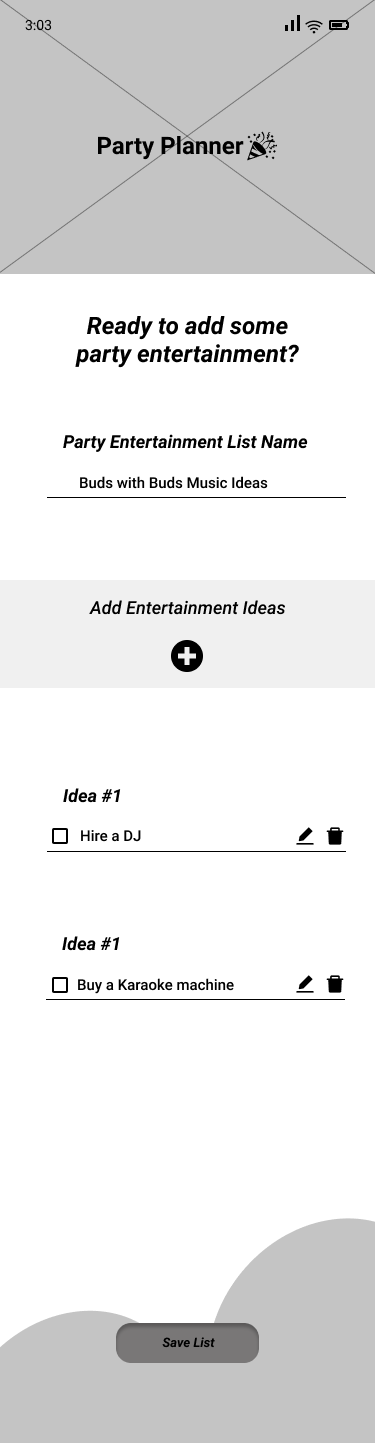 3:03
Party Planner
Ready to add some
party entertainment?
Party Entertainment List Name
Buds with Buds Music Ideas
Add Entertainment Ideas
Idea #1
Hire a DJ
Idea #1
Buy a Karaoke machine
Save List